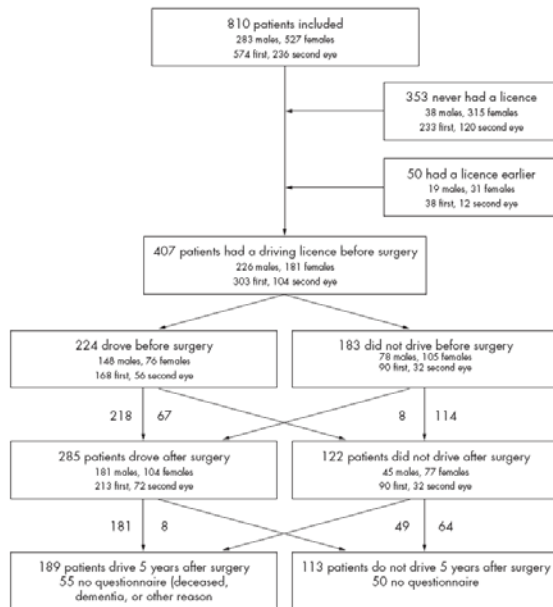 810 patients included
283 males, 527 females
574 first, 236 second eye
353 never had a licence
38 males, 315 females
233 first, 120 second eye
50 had a licence earlier
19 males, 31 females
38 first, 12 second eye
407 patients had a driving licence before surgery
226 males, 181 females
303 first, 104 second eye
224 drove before surgery
148 males, 76 females
168 first, 56 second eye
183 did not drive before surgery
78 males, 105 females
90 first, 32 second eye
218 67 8 114
285 patients drove after surgery
181 males, 104 females
213 first, 72 second eye
122 patients did not drive after surgery
45 males, 77 females
90 first, 32 second eye
181 8 49 64
189 patients drive 5 years after surgery
55 no questionnaire (deceased,
dementia, or other reason
113 patients do not drive 5 years after surgery
50 no questionnaire